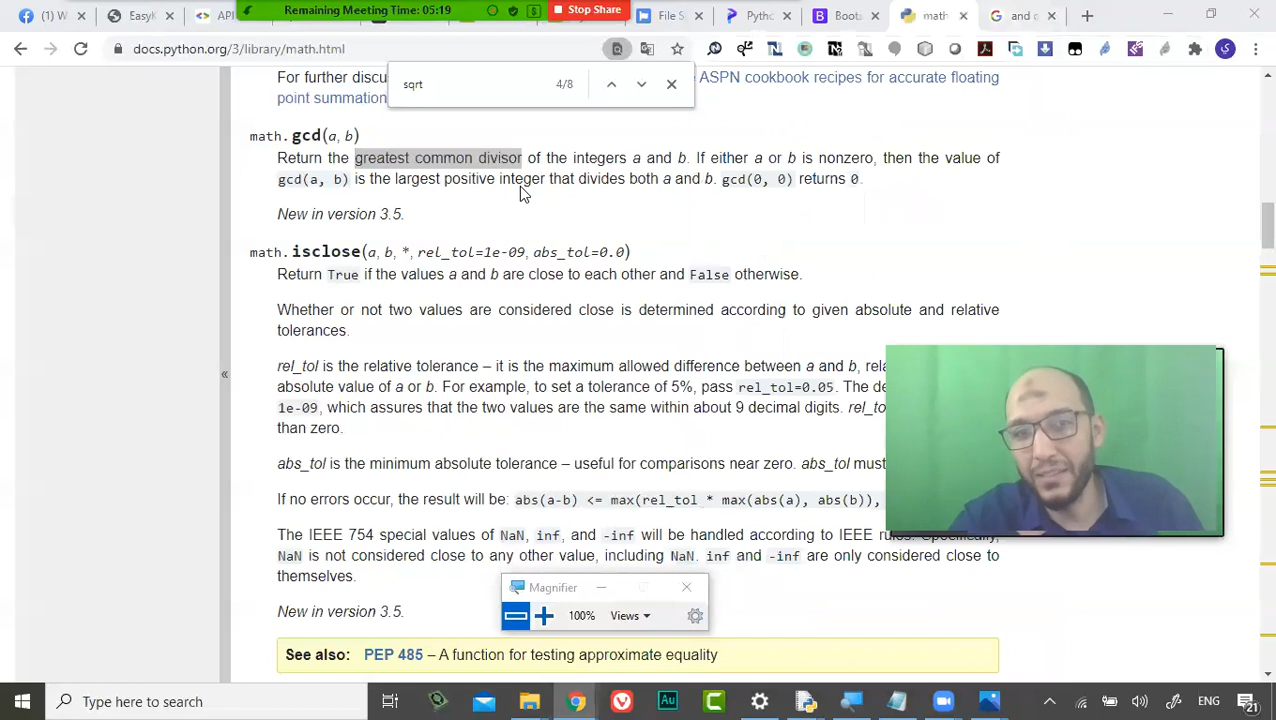 (1) Fa
Easy
API
Remaining Meeting Time: 05:19
Stop Share
File S
Pytho
Boots
math
and g
docs.python.org/3/library/math.html
sqrt
4/8
For further discu
ASPN cookbook recipes for accurate floating
point summation
math.gcd(a, b)
Return the greatest common divisor of the integers a and b. If either a or b is nonzero, then the value of
gcd(a, b) is the largest positive integer that divides both a and b. gcd(0, 0) returns 0.
New in version 3.5.
math.isclose(a, b, *, rel_tol=1e-09, abs_tol=0.0)
Return True if the values a and b are close to each other and False otherwise.
Whether or not two values are considered close is determined according to given absolute and relative
tolerances.
rel_tol is the relative tolerance – it is the maximum allowed difference between a and b, rela
absolute value of a or b. For example, to set a tolerance of 5%, pass rel_tol=0.05. The de
1e-09, which assures that the two values are the same within about 9 decimal digits. rel_to
than zero.
abs_tol is the minimum absolute tolerance – useful for comparisons near zero. abs_tol must
If no errors occur, the result will be: abs(a-b) <= max(rel_tol * max(abs(a), abs(b)),
The IEEE 754 special values of NaN, inf, and -inf will be handled according to IEEE rules. Specifically,
NaN is not considered close to any other value, including NaN. inf and -inf are only considered close to
themselves.
Magnifier
100%
Views
New in version 3.5.
See also: PEP 485 – A function for testing approximate equality
Type here to search
Au
ENG
21